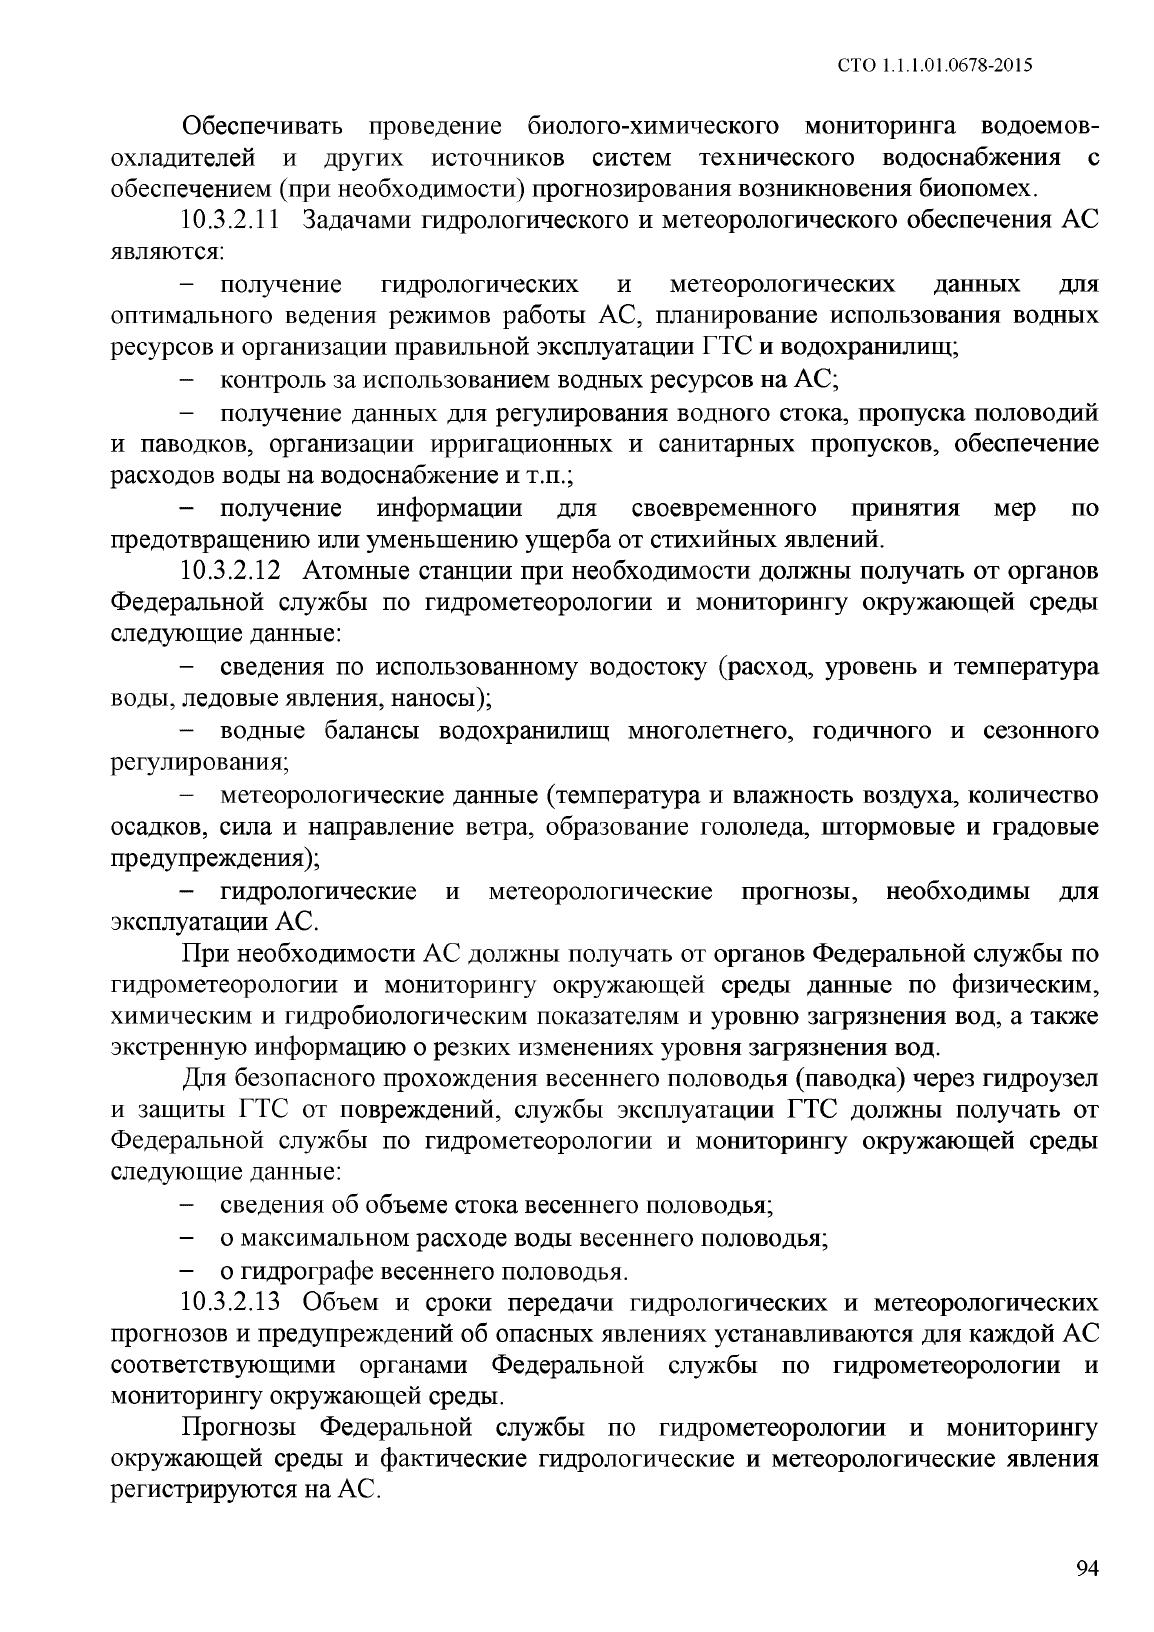 СТО 1.1.1.01.0678-2015
Обеспечивать проведение биолого-химического мониторинга водоемов-
охладителей и других источников систем технического водоснабжения с
обеспечением (при необходимости) прогнозирования возникновения биопомех.
10.3.2.11 Задачами гидрологического и метеорологического обеспечения АС
являются:
– получение гидрологических и метеорологических данных для
оптимального ведения режимов работы АС, планирование использования водных
ресурсов и организации правильной эксплуатации ГТС и водохранилищ;
– контроль за использованием водных ресурсов на АС;
– получение данных для регулирования водного стока, пропуска половодий
и паводков, организации ирригационных и санитарных пропусков, обеспечение
расходов воды на водоснабжение и т.п.;
– получение информации для своевременного принятия мер по
предотвращению или уменьшению ущерба от стихийных явлений.
10.3.2.12 Атомные станции при необходимости должны получать от органов
Федеральной службы по гидрометеорологии и мониторингу окружающей среды
следующие данные:
– сведения по использованному водостоку (расход, уровень и температура
воды, ледовые явления, наносы);
– водные балансы водохранилищ многолетнего, годичного и сезонного
регулирования;
– метеорологические данные (температура и влажность воздуха, количество
осадков, сила и направление ветра, образование гололеда, штормовые и градовые
предупреждения);
– гидрологические и метеорологические прогнозы, необходимы для
эксплуатации АС.
При необходимости АС должны получать от органов Федеральной службы по
гидрометеорологии и мониторингу окружающей среды данные по физическим,
химическим и гидробиологическим показателям и уровню загрязнения вод, а также
экстренную информацию о резких изменениях уровня загрязнения вод.
Для безопасного прохождения весеннего половодья (паводка) через гидроузел
и защиты ГТС от повреждений, службы эксплуатации ГТС должны получать от
Федеральной службы по гидрометеорологии и мониторингу окружающей среды
следующие данные:
– сведения об объеме стока весеннего половодья;
– о максимальном расходе воды весеннего половодья;
– о гидрографе весеннего половодья.
10.3.2.13 Объем и сроки передачи гидрологических и метеорологических
прогнозов и предупреждений об опасных явлениях устанавливаются для каждой АС
соответствующими органами Федеральной службы по гидрометеорологии и
мониторингу окружающей среды.
Прогнозы Федеральной службы по гидрометеорологии и мониторингу
окружающей среды и фактические гидрологические и метеорологические явления
регистрируются на АС.
94